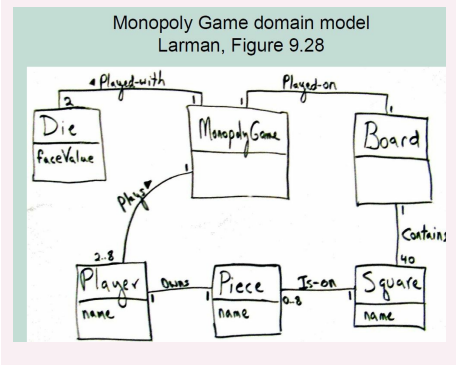 Monopoly Game domain model
Larman, Figure 9.28
◄ Played-with
Played-on
2
1
1
1
Die
MonopolyGame
Board
faceValue
Plays ►
1
1
Contains
2..8
40
Player
Owns
Piece
Is-on
Square
1
1
0..8
1
name
name
name